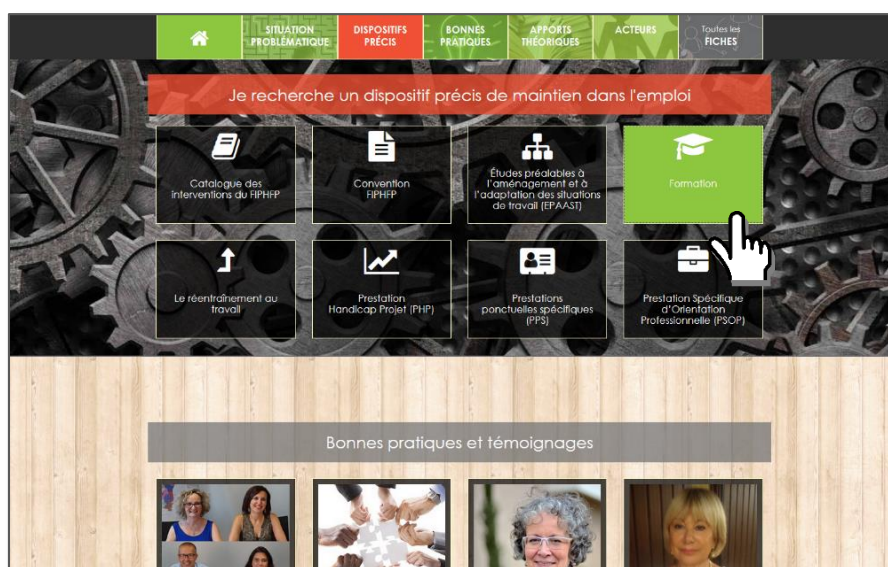 SITUATION
PROBLÉMATIQUE
DISPOSITIFS
PRÉCIS
BONNES
PRATIQUES
APPORTS
THÉORIQUES
ACTEURS
Toutes les
FICHES
Je recherche un dispositif précis de maintien dans l'emploi
Catalogue des
interventions du FIPHFP
Convention
FIPHFP
Études préalables à
l'aménagement et à
l'adaptation des situations
de travail (EPAAST)
Formation
Le réentraînement au
travail
Prestation
Handicap Projet (PHP)
Prestations
ponctuelles spécifiques
(PPS)
Prestation Spécifique
d'Orientation
Professionnelle (PSOP)
Bonnes pratiques et témoignages